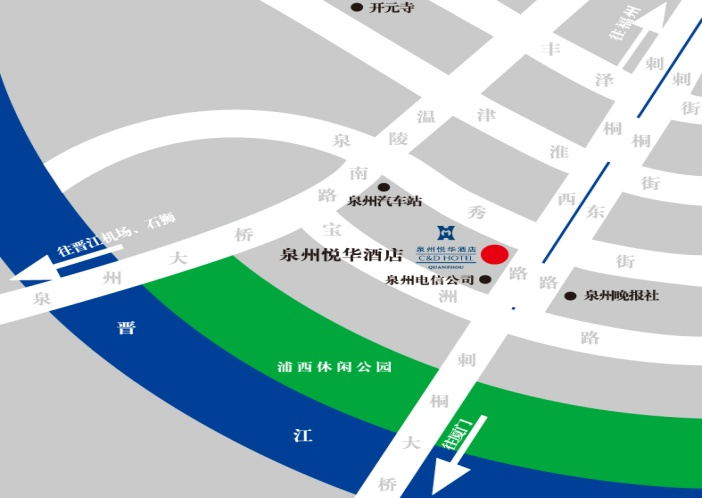 开元寺
往福州
丰泽街
刺桐西路
刺桐东路
温陵
津淮街
泉秀街
泉州汽车站
南路
宝洲路
泉州悦华酒店
泉州悦华酒店
C&D HOTEL
QUANZHOU
泉州电信公司
泉州晚报社
往晋江机场、石狮
泉州大桥
浦西休闲公园
晋江
刺桐大桥
往厦门